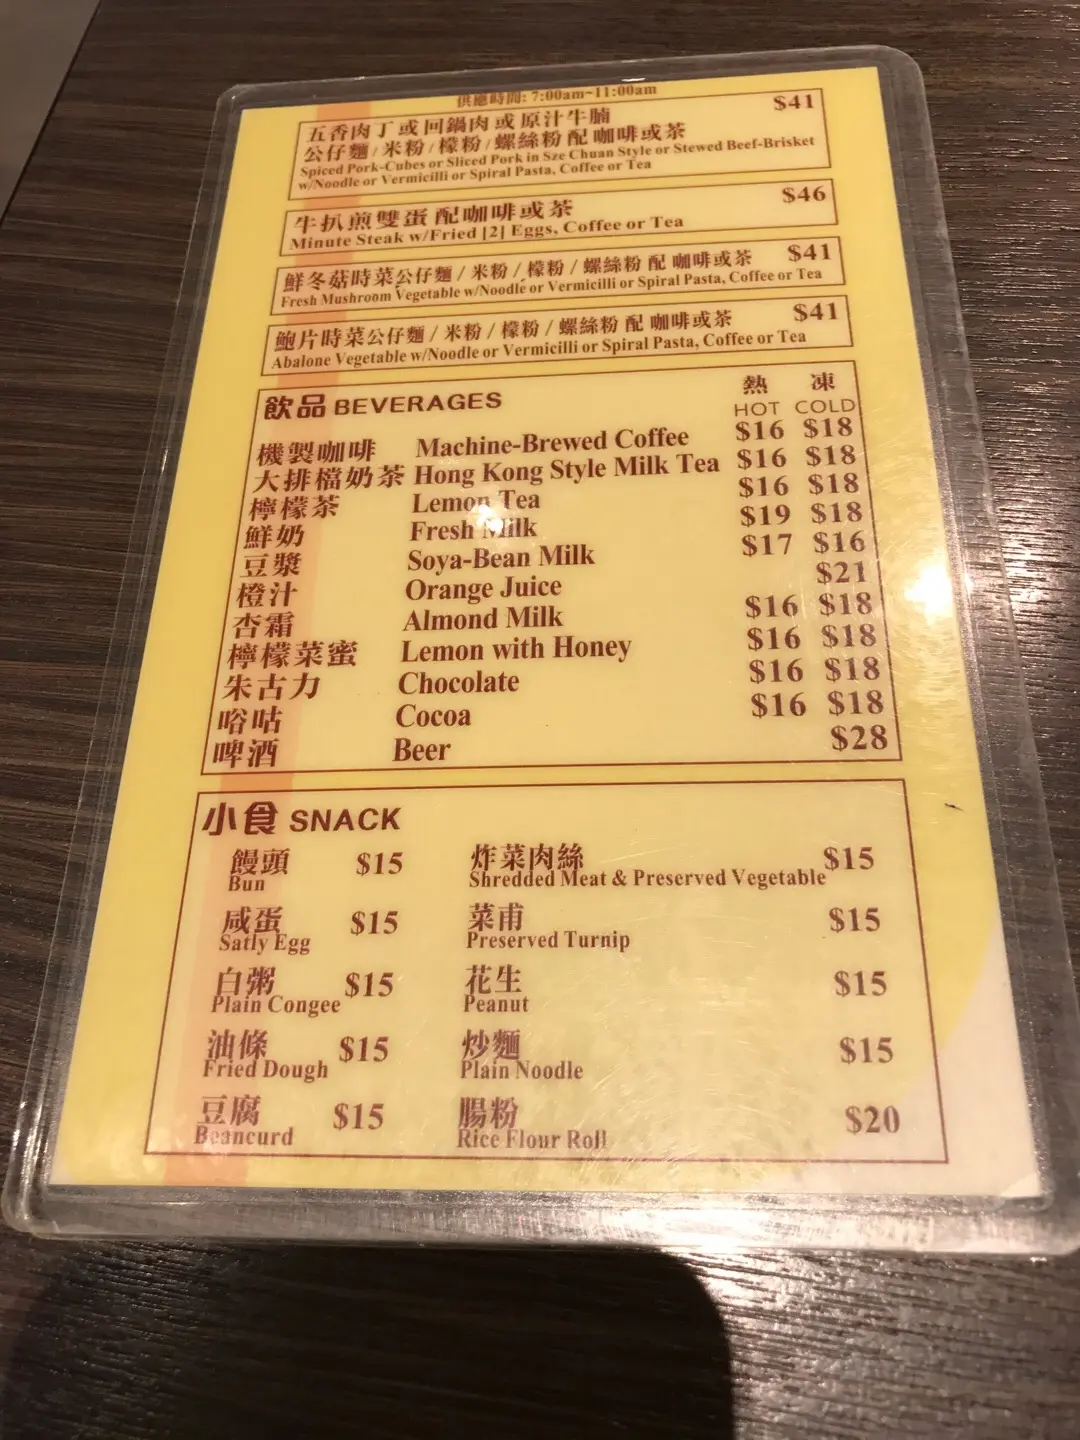 供應時間: 7:00am~11:00am
五香肉丁或回鍋肉或原汁牛腩 $41
公仔麵/米粉/檬粉/螺絲粉 配 咖啡或茶
Spiced Pork-Cubes or Sliced Pork in Sze Chuan Style or Stewed Beef-Brisket
w/Noodle or Vermicilli or Spiral Pasta, Coffee or Tea
牛扒煎雙蛋 配咖啡或茶 $46
Minute Steak w/Fried [2] Eggs, Coffee or Tea
鮮冬菇時菜公仔麵/米粉/檬粉/螺絲粉 配 咖啡或茶 $41
Fresh Mushroom Vegetable w/Noodle or Vermicilli or Spiral Pasta, Coffee or Tea
鮑片時菜公仔麵/米粉/檬粉/螺絲粉 配 咖啡或茶 $41
Abalone Vegetable w/Noodle or Vermicilli or Spiral Pasta, Coffee or Tea
飲品 BEVERAGES 熱 凍
HOT COLD
機製咖啡 Machine-Brewed Coffee $16 $18
大排檔奶茶 Hong Kong Style Milk Tea $16 $18
檸檬茶 Lemon Tea $16 $18
鮮奶 Fresh Milk $19 $18
豆漿 Soya-Bean Milk $17 $16
橙汁 Orange Juice $21
杏霜 Almond Milk $16 $18
檸檬菜蜜 Lemon with Honey $16 $18
朱古力 Chocolate $16 $18
唂咕 Cocoa $16 $18
啤酒 Beer $28
小食 SNACK
饅頭 $15 炸菜肉絲 $15
Bun Shredded Meat & Preserved Vegetable
咸蛋 $15 菜甫 $15
Satly Egg Preserved Turnip
白粥 $15 花生 $15
Plain Congee Peanut
油條 $15 炒麵 $15
Fried Dough Plain Noodle
豆腐 $15 腸粉 $20
Beancurd Rice Flour Roll